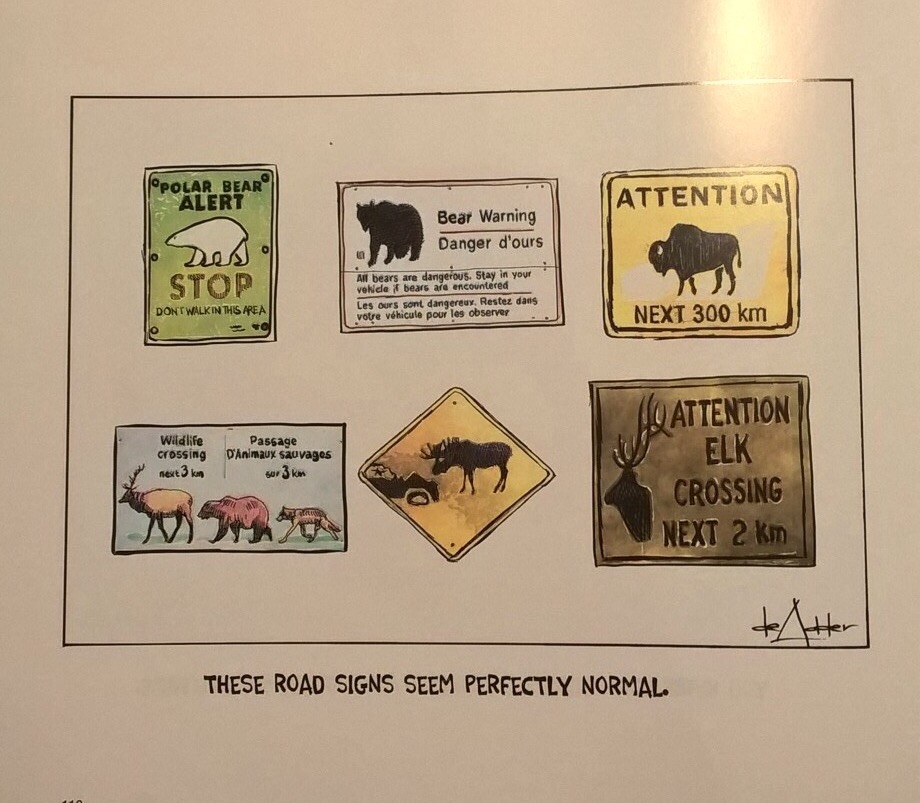 POLAR BEAR
ALERT
STOP
DON'T WALK IN THIS AREA
Bear Warning
Danger d'ours
All bears are dangerous. Stay in your
vehicle if bears are encountered
Les ours sont dangereux. Restez dans
votre véhicule pour les observer
ATTENTION
NEXT 300 km
Wildlife
crossing
next 3 km
Passage
D'Animaux sauvages
sur 3 km
ATTENTION
ELK
CROSSING
NEXT 2 Km
deAdder
THESE ROAD SIGNS SEEM PERFECTLY NORMAL.